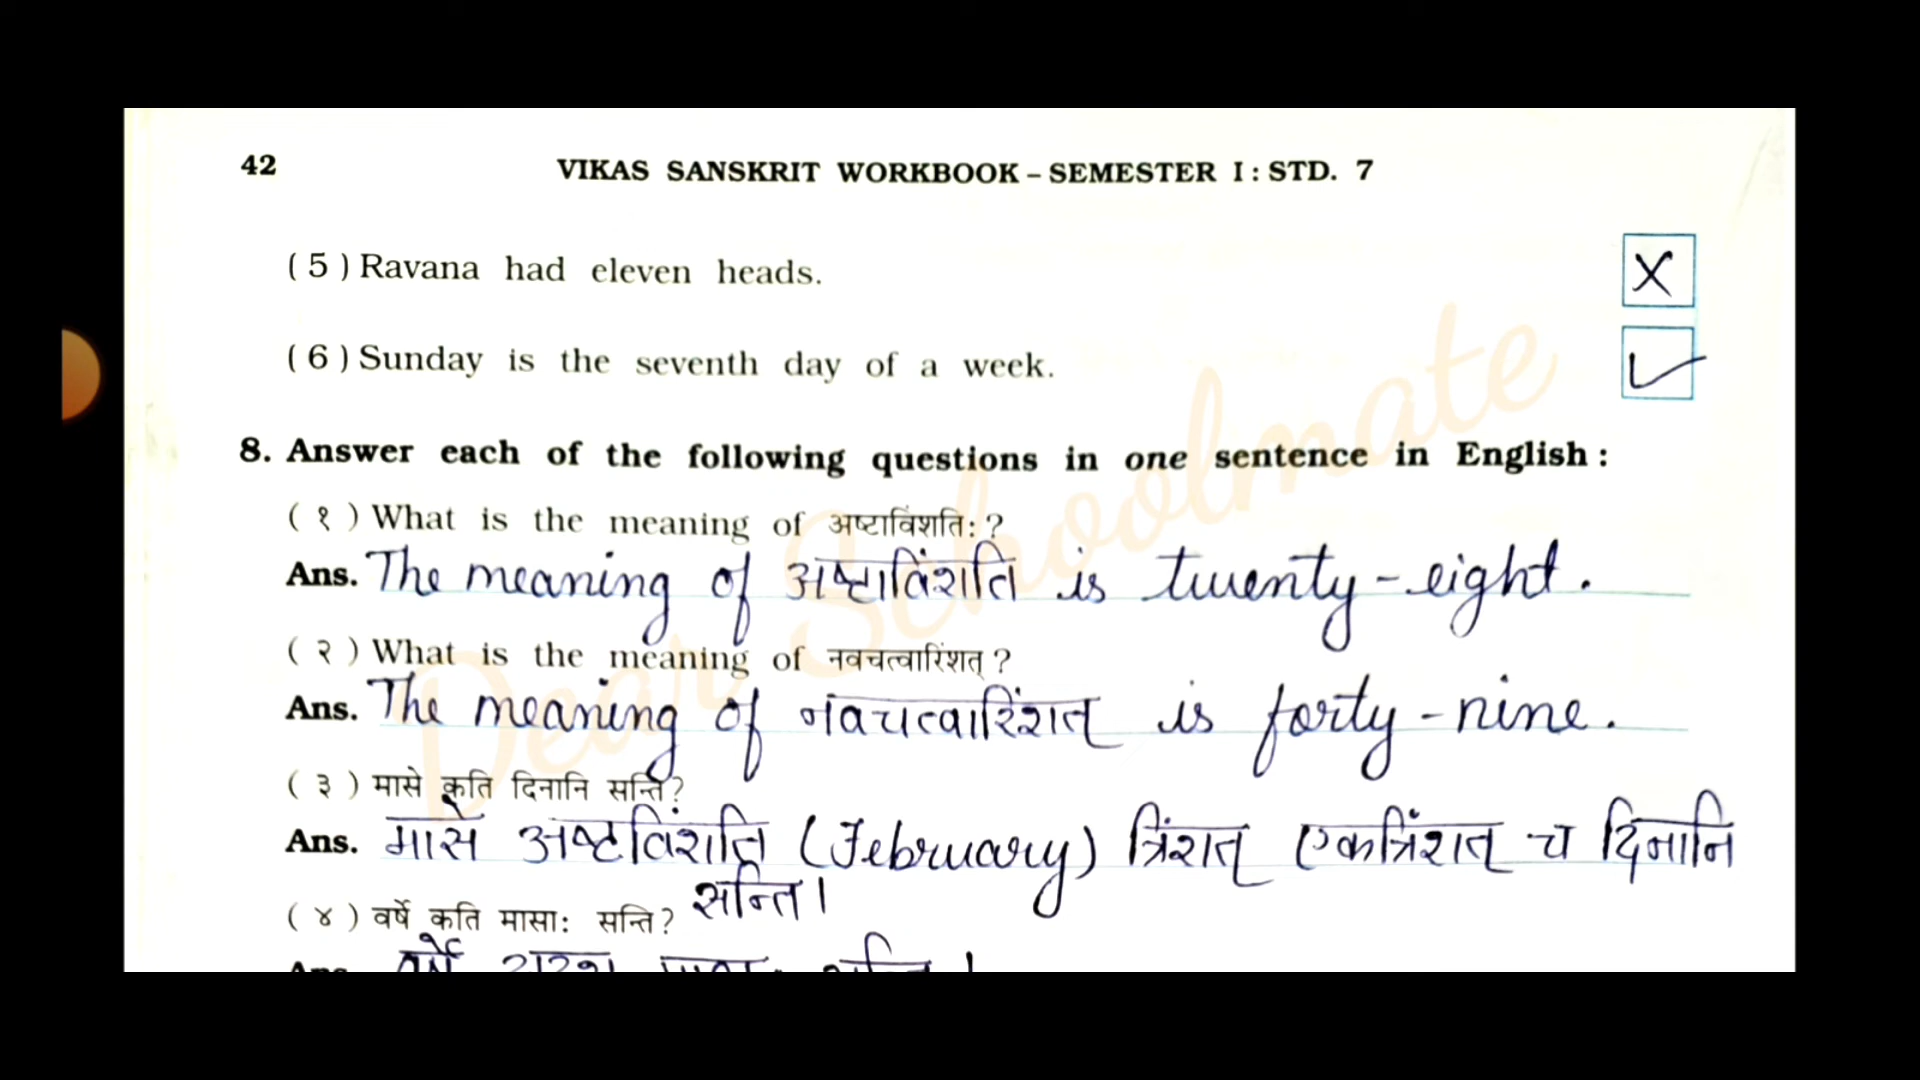 42 VIKAS SANSKRIT WORKBOOK – SEMESTER I : STD. 7
( 5 ) Ravana had eleven heads. X
( 6 ) Sunday is the seventh day of a week. ✓
8. Answer each of the following questions in one sentence in English :
( १ ) What is the meaning of अष्टाविंशतिः ?
Ans. The meaning of अष्टाविंशति is twenty-eight.
( २ ) What is the meaning of नवचत्वारिंशत् ?
Ans. The meaning of नवचत्वारिंशत् is forty-nine.
( ३ ) मासे कति दिनानि सन्ति?
Ans. मासे अष्टविंशति (February) त्रिंशत् एकत्रिंशत् च दिनानि
सन्ति।
( ४ ) वर्षे कति मासाः सन्ति?
Dear Schoolmate